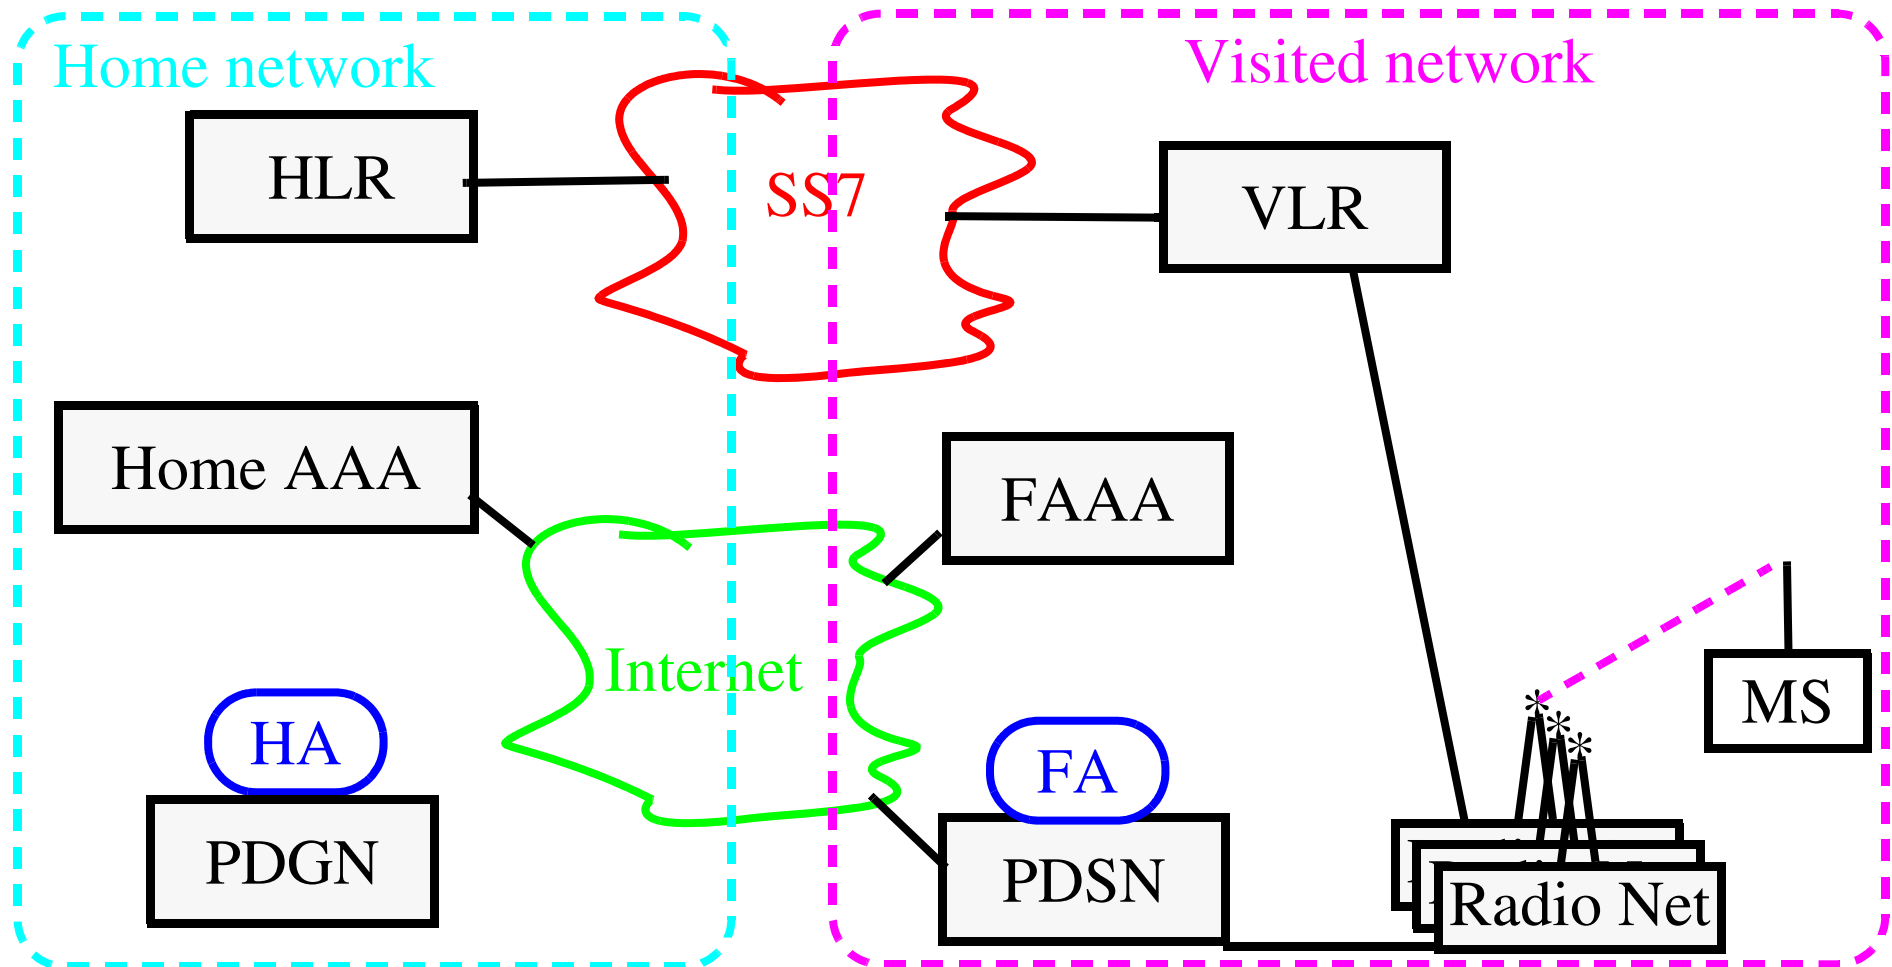 Home network
Visited network
HLR
SS7
VLR
Home AAA
FAAA
Internet
HA
FA
MS
PDGN
PDSN
Radio Net